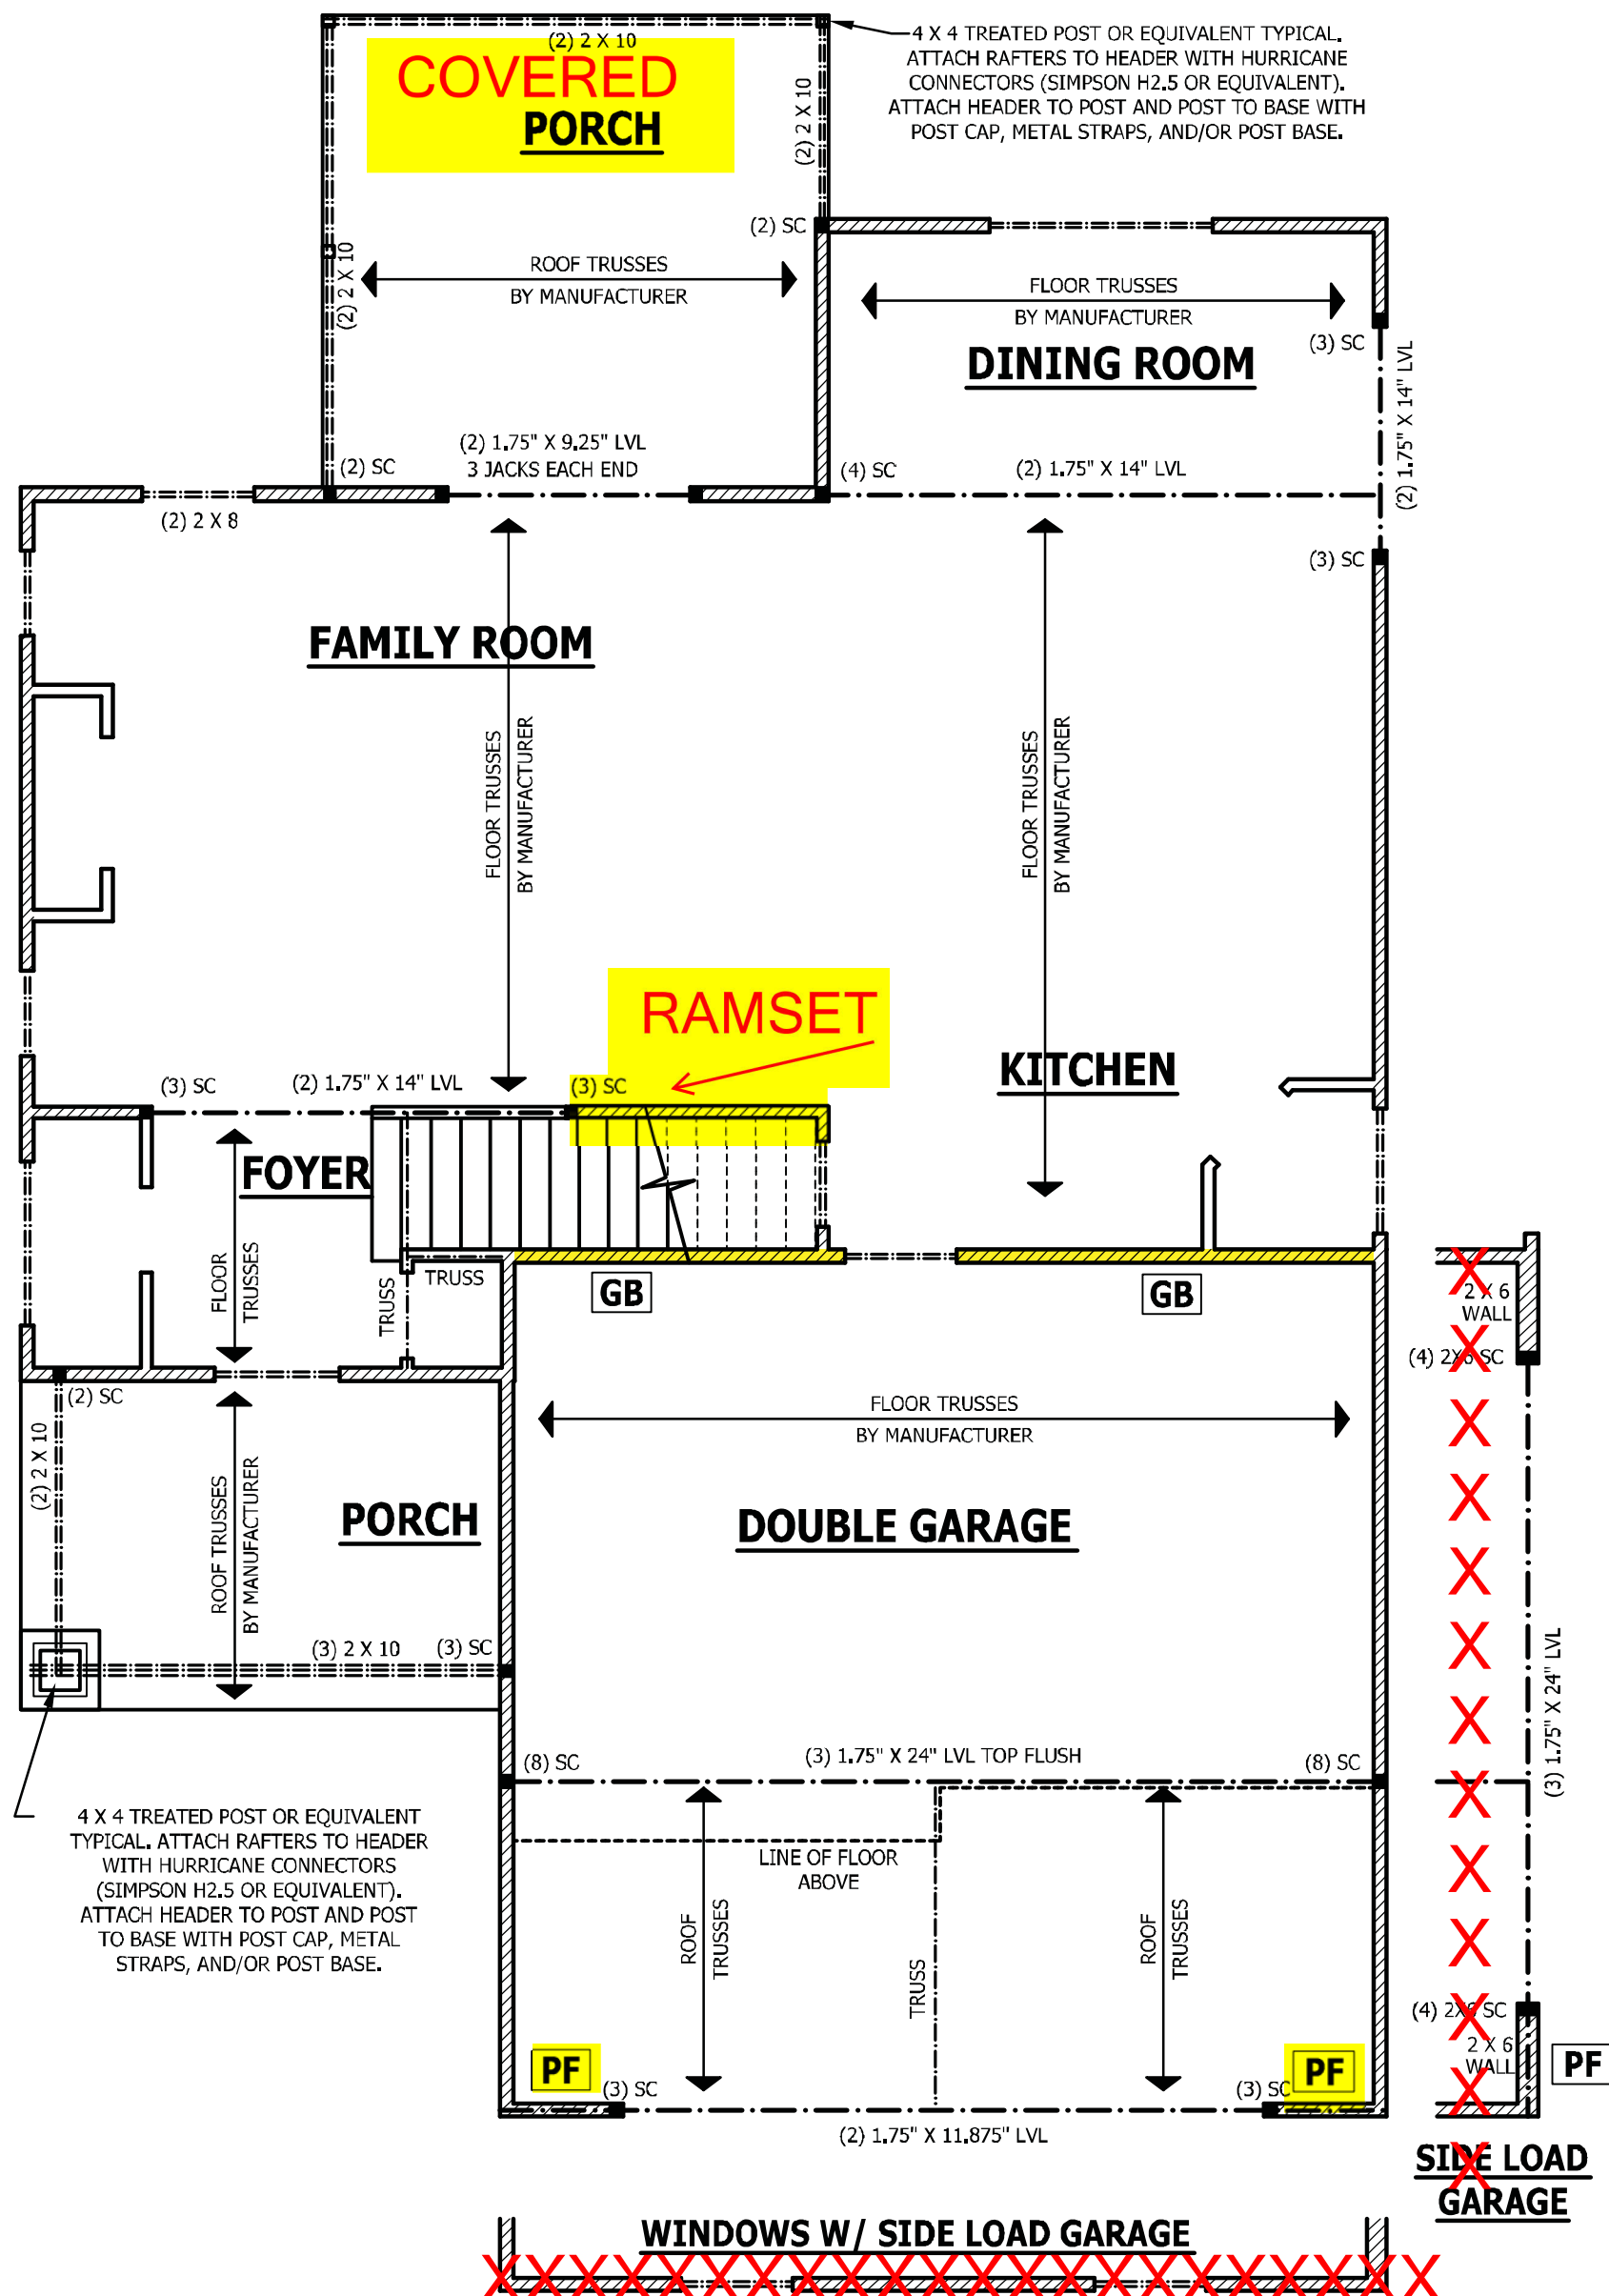 (2) 2 X 10
COVERED
PORCH
(2) 2 X 10
4 X 4 TREATED POST OR EQUIVALENT TYPICAL.
ATTACH RAFTERS TO HEADER WITH HURRICANE
CONNECTORS (SIMPSON H2.5 OR EQUIVALENT).
ATTACH HEADER TO POST AND POST TO BASE WITH
POST CAP, METAL STRAPS, AND/OR POST BASE.
(2) SC
(2) 2 X 10
ROOF TRUSSES
BY MANUFACTURER
FLOOR TRUSSES
BY MANUFACTURER
DINING ROOM
(3) SC
(2) 1.75" X 14" LVL
(2) 1.75" X 9.25" LVL
3 JACKS EACH END
(2) SC
(4) SC
(2) 1.75" X 14" LVL
(2) 2 X 8
(3) SC
FAMILY ROOM
FLOOR TRUSSES
BY MANUFACTURER
FLOOR TRUSSES
BY MANUFACTURER
RAMSET
KITCHEN
(3) SC
(2) 1.75" X 14" LVL
(3) SC
FOYER
FLOOR
TRUSSES
TRUSS
TRUSS
GB
GB
2 X 6
WALL
(4) 2X6 SC
(2) SC
(2) 2 X 10
ROOF TRUSSES
BY MANUFACTURER
PORCH
FLOOR TRUSSES
BY MANUFACTURER
DOUBLE GARAGE
(3) 2 X 10
(3) SC
(3) 1.75" X 24" LVL
(8) SC
(3) 1.75" X 24" LVL TOP FLUSH
(8) SC
4 X 4 TREATED POST OR EQUIVALENT
TYPICAL. ATTACH RAFTERS TO HEADER
WITH HURRICANE CONNECTORS
(SIMPSON H2.5 OR EQUIVALENT).
ATTACH HEADER TO POST AND POST
TO BASE WITH POST CAP, METAL
STRAPS, AND/OR POST BASE.
LINE OF FLOOR
ABOVE
ROOF
TRUSSES
TRUSS
ROOF
TRUSSES
(4) 2X6 SC
2 X 6
WALL
PF
PF
PF
(3) SC
(3) SC
(2) 1.75" X 11.875" LVL
SIDE LOAD
GARAGE
X X X X X X X X X X X X X
WINDOWS W/ SIDE LOAD GARAGE
X X X X X X X X X X X X X X X X X X X X X X